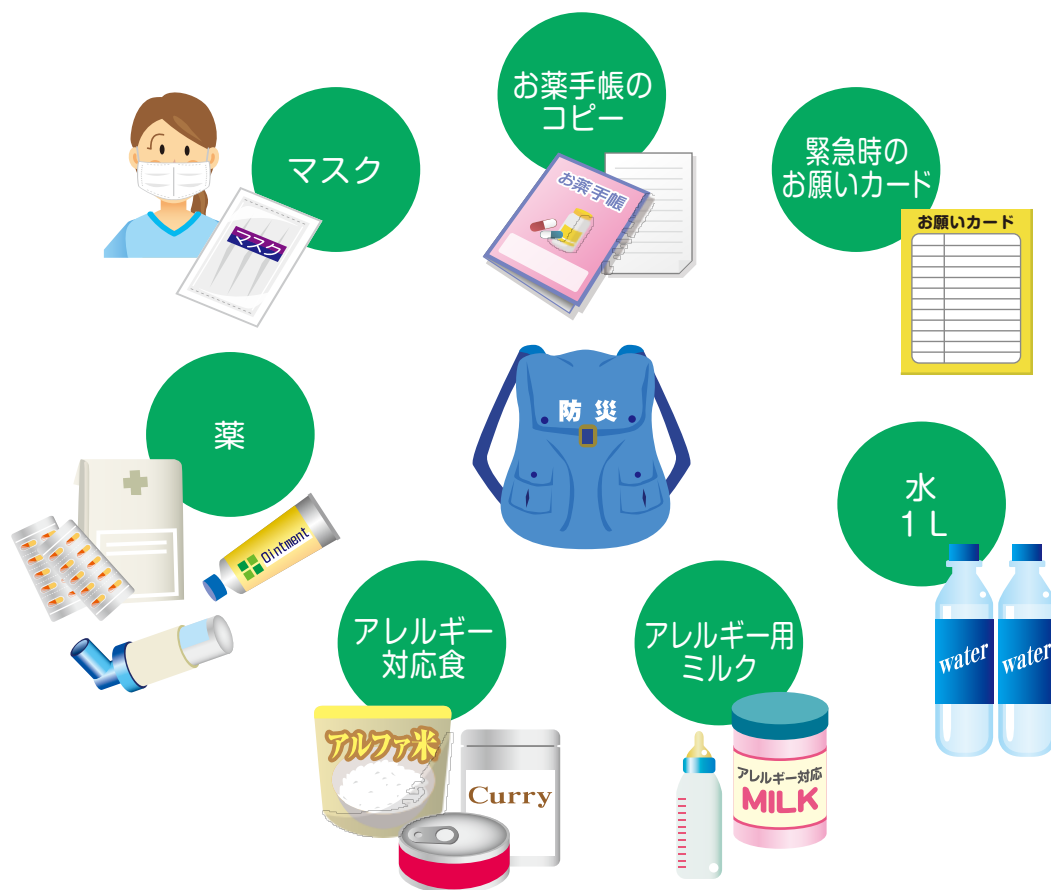 お薬手帳の
コピー
お薬手帳
マスク
マスク
緊急時の
お願いカード
お願いカード
防災
薬
Ointment
水
1L
water
water
アレルギー
対応食
アルファ米
Curry
アレルギー用
ミルク
アレルギー対応
MILK